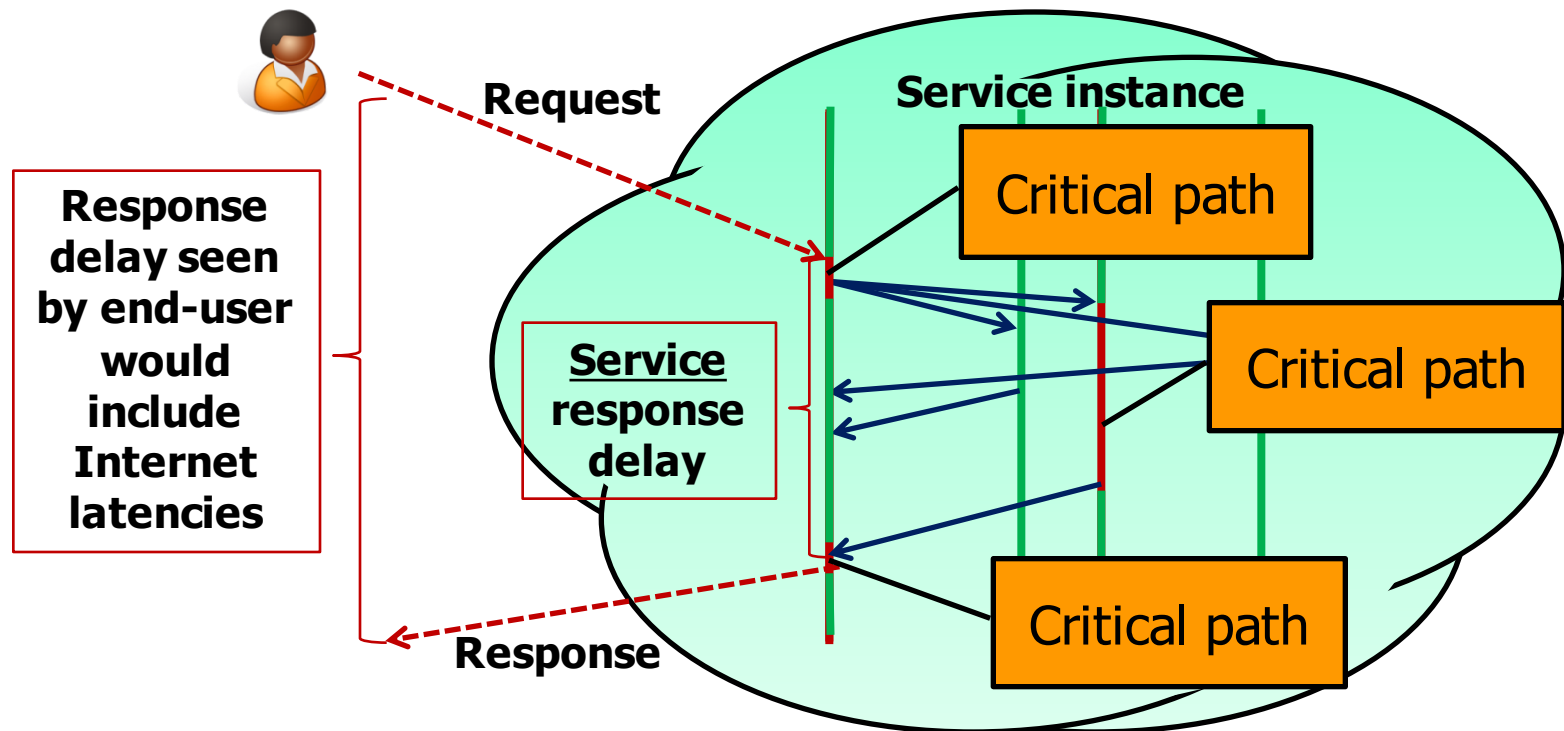 Request
Service instance
Critical path
Response
delay seen
by end-user
would
include
Internet
latencies
Service
response
delay
Critical path
Critical path
Response